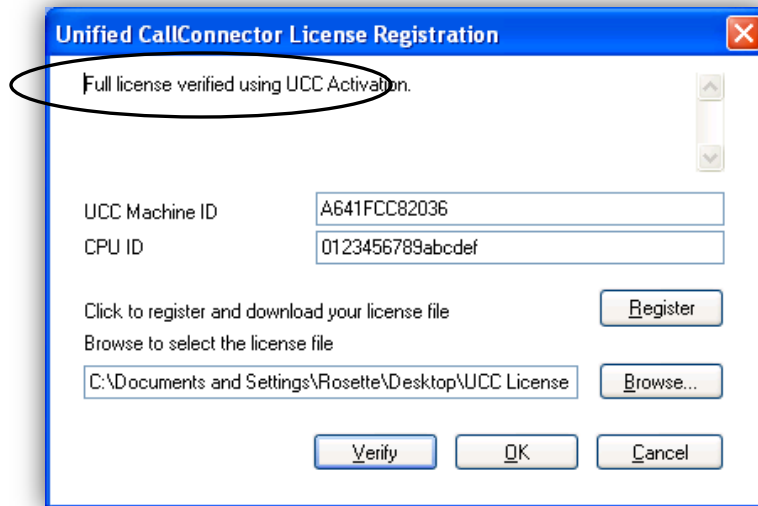 Unified CallConnector License Registration
Full license verified using UCC Activation.
UCC Machine ID
A641FCC82036
CPU ID
0123456789abcdef
Click to register and download your license file
Register
Browse to select the license file
C:\Documents and Settings\Rosette\Desktop\UCC License
Browse...
Verify
OK
Cancel